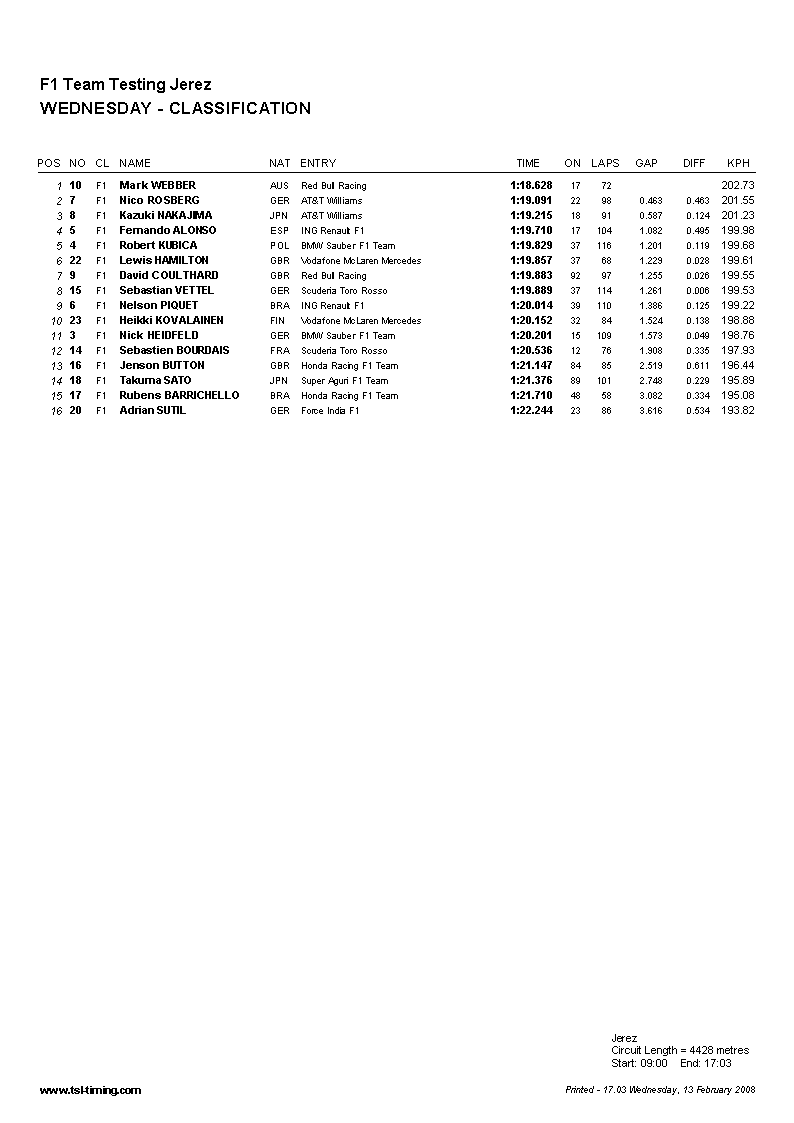 F1 Team Testing Jerez
WEDNESDAY - CLASSIFICATION
POS NO CL NAME NAT ENTRY TIME ON LAPS GAP DIFF KPH
1 10 F1 Mark WEBBER AUS Red Bull Racing 1:18.628 17 72 202.73
2 7 F1 Nico ROSBERG GER AT&T Williams 1:19.091 22 98 0.463 0.463 201.55
3 8 F1 Kazuki NAKAJIMA JPN AT&T Williams 1:19.215 18 91 0.587 0.124 201.23
4 5 F1 Fernando ALONSO ESP ING Renault F1 1:19.710 17 104 1.082 0.495 199.98
5 4 F1 Robert KUBICA POL BMW Sauber F1 Team 1:19.829 37 116 1.201 0.119 199.68
6 22 F1 Lewis HAMILTON GBR Vodafone McLaren Mercedes 1:19.857 37 68 1.229 0.028 199.61
7 9 F1 David COULTHARD GBR Red Bull Racing 1:19.883 92 97 1.255 0.026 199.55
8 15 F1 Sebastian VETTEL GER Scuderia Toro Rosso 1:19.889 37 114 1.261 0.006 199.53
9 6 F1 Nelson PIQUET BRA ING Renault F1 1:20.014 39 110 1.386 0.125 199.22
10 23 F1 Heikki KOVALAINEN FIN Vodafone McLaren Mercedes 1:20.152 32 84 1.524 0.138 198.88
11 3 F1 Nick HEIDFELD GER BMW Sauber F1 Team 1:20.201 15 109 1.573 0.049 198.76
12 14 F1 Sebastien BOURDAIS FRA Scuderia Toro Rosso 1:20.536 12 76 1.908 0.335 197.93
13 16 F1 Jenson BUTTON GBR Honda Racing F1 Team 1:21.147 84 85 2.519 0.611 196.44
14 18 F1 Takuma SATO JPN Super Aguri F1 Team 1:21.376 89 101 2.748 0.229 195.89
15 17 F1 Rubens BARRICHELLO BRA Honda Racing F1 Team 1:21.710 48 58 3.082 0.334 195.08
16 20 F1 Adrian SUTIL GER Force India F1 1:22.244 23 86 3.616 0.534 193.82
Jerez
Circuit Length = 4428 metres
Start: 09:00 End: 17:03
www.tsl-timing.com Printed - 17.03 Wednesday, 13 February 2008